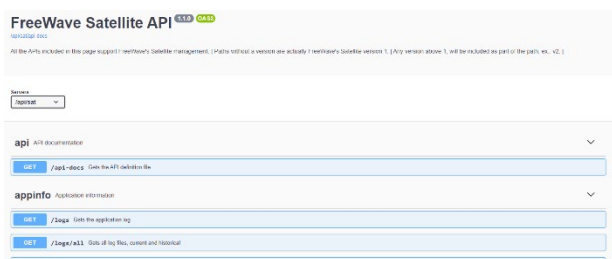 FreeWave Satellite API 1.1.0 OAS3
/api/sat/api-docs
All the APIs included in this page support FreeWave's Satellite management. | Paths without a version are actually FreeWave's Satellite version 1. | Any version above 1, will be included as part of the path, ex., v2. |
Servers
/api/sat
api API documentation
GET /api-docs Gets the API definition file
appinfo Application information
GET /logs Gets the application log
GET /logs/all Gets all log files, current and historical